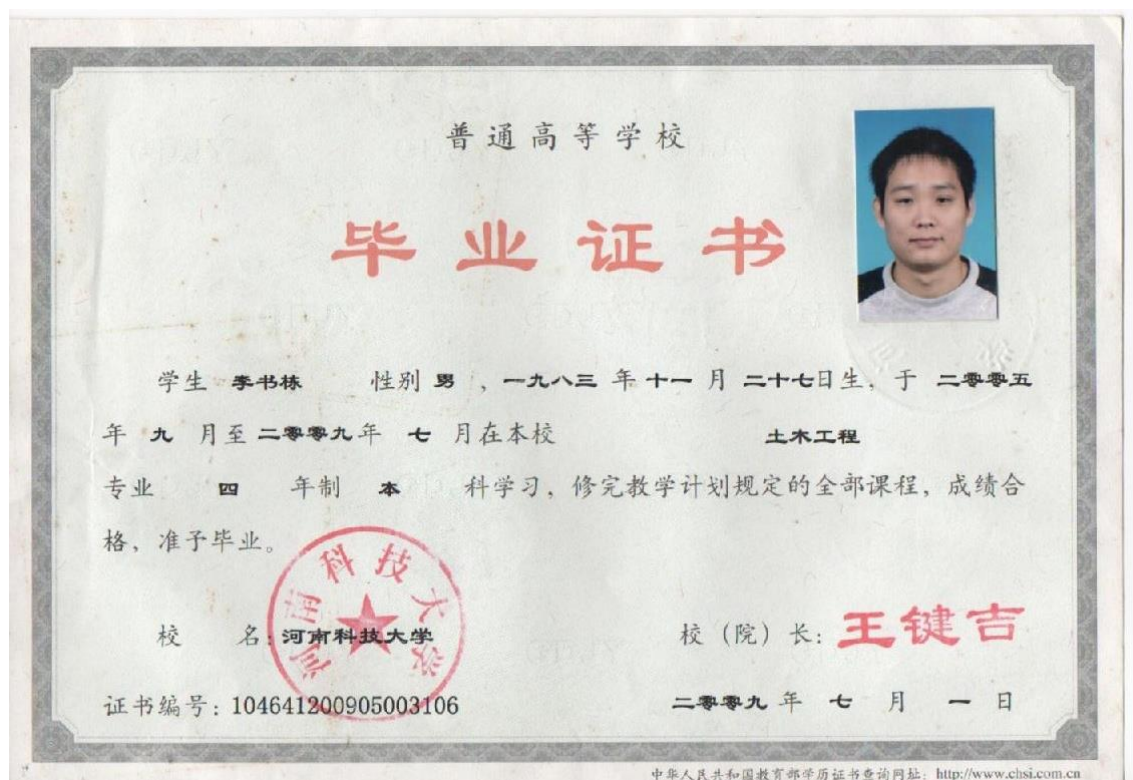 普通高等学校
毕业证书
学生 李书栋 性别 男 ，一九八三 年 十一 月 二十七日生，于 二零零五
年 九 月至 二零零九年 七 月在本校 土木工程
专业 四 年制 本 科学习，修完教学计划规定的全部课程，成绩合
格，准予毕业。
河南科技大学
校 名：河南科技大学 校（院）长：王键吉
证书编号：104641200905003106 二零零九 年 七 月 一 日
中华人民共和国教育部学历证书查询网址：http://www.chsi.com.cn